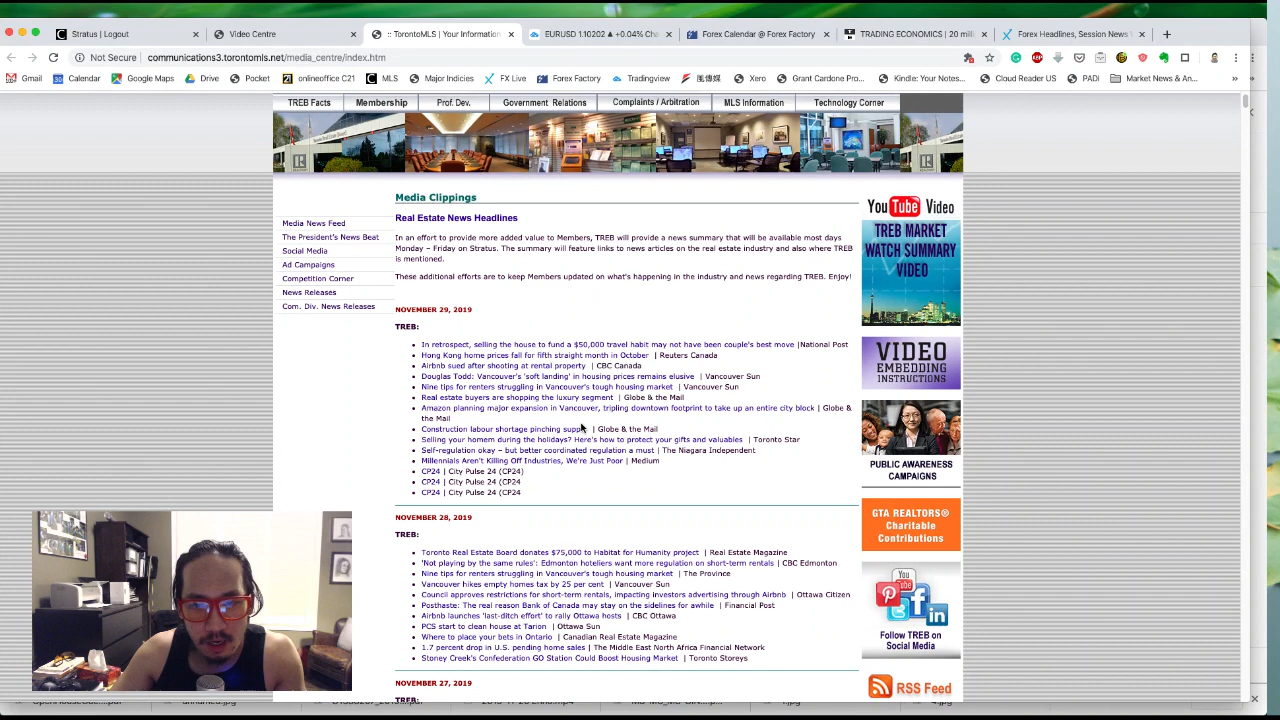 Stratus | Logout
Video Centre
:: TorontoMLS | Your Information
EURUSD 1.10202 ▲ +0.04% Cha
Forex Calendar @ Forex Factory
TRADING ECONOMICS | 20 mill
Forex Headlines, Session News
Not Secure | communications3.torontomls.net/media_centre/index.htm
Gmail
Calendar
Google Maps
Drive
Pocket
onlineoffice C21
MLS
Major Indicies
FX Live
Forex Factory
Tradingview
風傳媒
Xero
Grant Cardone Pro...
Kindle: Your Notes...
Cloud Reader US
PADI
Market News & An...
TREB Facts
Membership
Prof. Dev.
Government Relations
Complaints / Arbitration
MLS Information
Technology Corner
Media News Feed
The President's News Beat
Social Media
Ad Campaigns
Competition Corner
News Releases
Com. Div. News Releases
Media Clippings
Real Estate News Headlines
In an effort to provide more added value to Members, TREB will provide a news summary that will be available most days
Monday – Friday on Stratus. The summary will feature links to news articles on the real estate industry and also where TREB
is mentioned.
These additional efforts are to keep Members updated on what's happening in the industry and news regarding TREB. Enjoy!
NOVEMBER 29, 2019
TREB:
In retrospect, selling the house to fund a $50,000 travel habit may not have been couple's best move |National Post
Hong Kong home prices fall for fifth straight month in October | Reuters Canada
Airbnb sued after shooting at rental property | CBC Canada
Douglas Todd: Vancouver's 'soft landing' in housing prices remains elusive | Vancouver Sun
Nine tips for renters struggling in Vancouver's tough housing market | Vancouver Sun
Real estate buyers are shopping the luxury segment | Globe & the Mail
Amazon planning major expansion in Vancouver, tripling downtown footprint to take up an entire city block | Globe &
the Mail
Construction labour shortage pinching supp | Globe & the Mail
Selling your homem during the holidays? Here's how to protect your gifts and valuables | Toronto Star
Self-regulation okay – but better coordinated regulation a must | The Niagara Independent
Millennials Aren't Killing Off Industries, We're Just Poor | Medium
CP24 | City Pulse 24 (CP24)
CP24 | City Pulse 24 (CP24
CP24 | City Pulse 24 (CP24
NOVEMBER 28, 2019
TREB:
Toronto Real Estate Board donates $75,000 to Habitat for Humanity project | Real Estate Magazine
'Not playing by the same rules': Edmonton hoteliers want more regulation on short-term rentals | CBC Edmonton
Nine tips for renters struggling in Vancouver's tough housing market | The Province
Vancouver hikes empty homes tax by 25 per cent | Vancouver Sun
Council approves restrictions for short-term rentals, impacting investors advertising through Airbnb | Ottawa Citizen
Posthaste: The real reason Bank of Canada may stay on the sidelines for awhile | Financial Post
Airbnb launches 'last-ditch effort' to rally Ottawa hosts | CBC Ottawa
PCS start to clean house at Tarion | Ottawa Sun
Where to place your bets in Ontario | Canadian Real Estate Magazine
1.7 percent drop in U.S. pending home sales | The Middle East North Africa Financial Network
Stoney Creek's Confederation GO Station Could Boost Housing Market | Toronto Storeys
NOVEMBER 27, 2019
TREB:
You Tube Video
TREB MARKET
WATCH SUMMARY
VIDEO
VIDEO
EMBEDDING
INSTRUCTIONS
PUBLIC AWARENESS
CAMPAIGNS
GTA REALTORS®
Charitable
Contributions
Follow TREB on
Social Media
RSS Feed